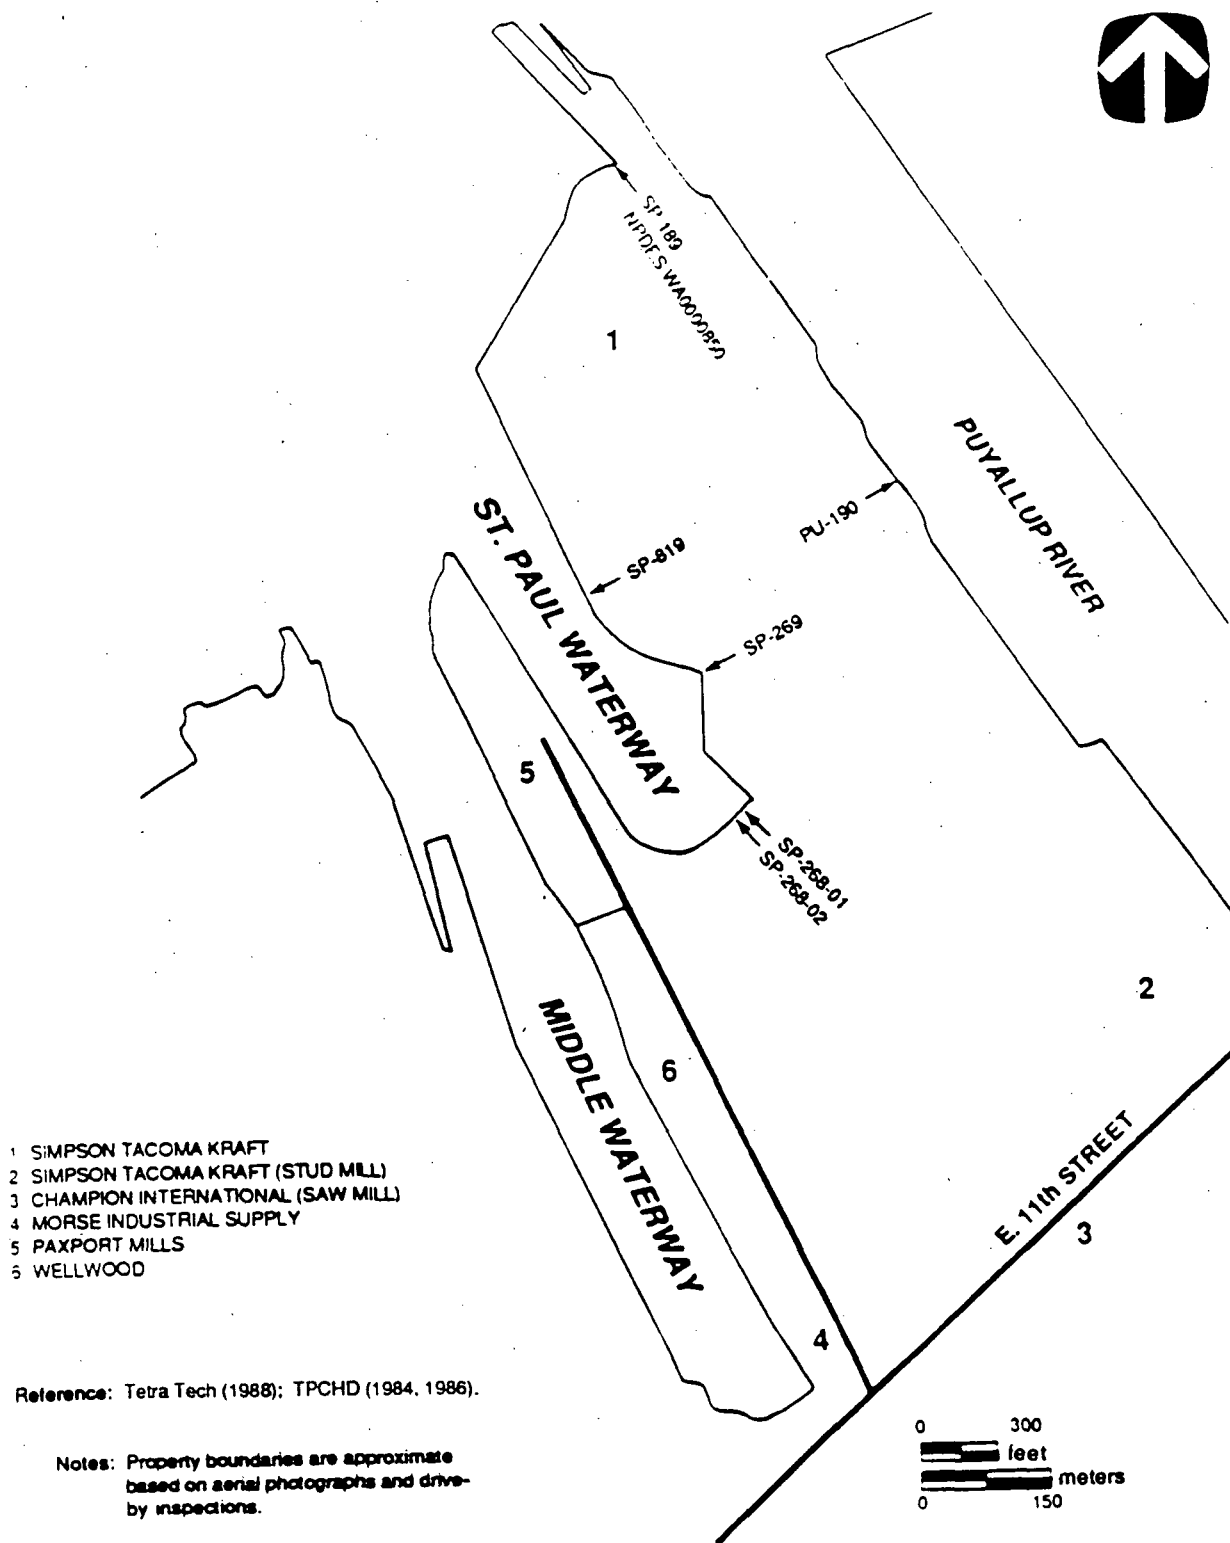 SP-189
NPDES WA0000850
1
PUYALLUP RIVER
PU-190
ST. PAUL WATERWAY
SP-819
SP-269
5
SP-268-01
SP-268-02
2
MIDDLE WATERWAY
6
E. 11th STREET
3
4
1 SIMPSON TACOMA KRAFT
2 SIMPSON TACOMA KRAFT (STUD MILL)
3 CHAMPION INTERNATIONAL (SAW MILL)
4 MORSE INDUSTRIAL SUPPLY
5 PAXPORT MILLS
6 WELLWOOD
Reference: Tetra Tech (1988); TPCHD (1984, 1986).
Notes: Property boundaries are approximate
based on aerial photographs and drive-
by inspections.
0 300
feet
meters
0 150